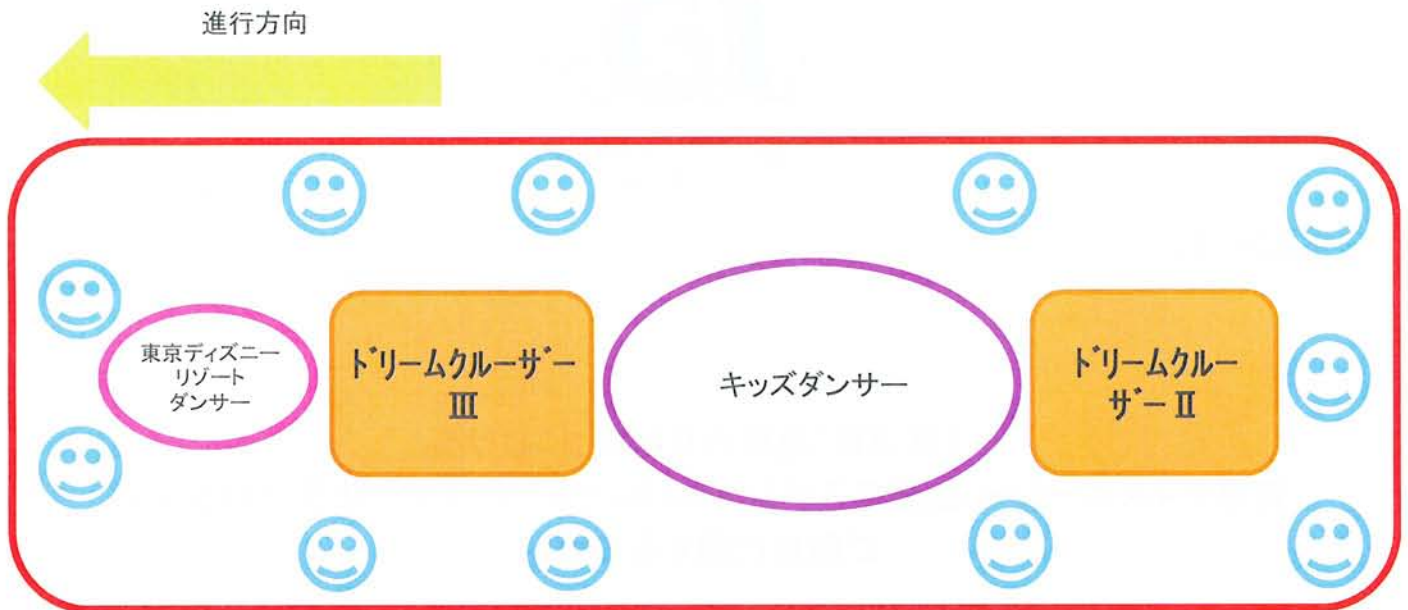 進行方向
東京ディズニー
リゾート
ダンサー
ドリームクルーザー
Ⅲ
キッズダンサー
ドリームクルー
ザーⅡ